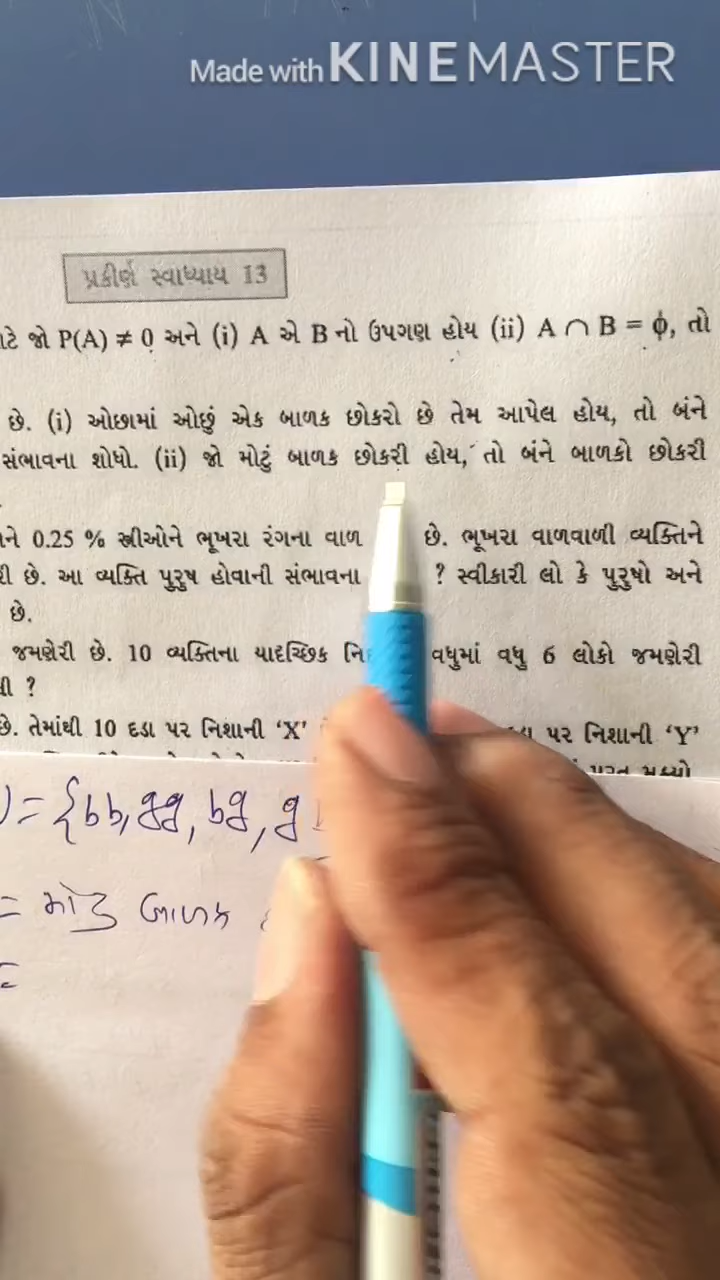 Made with KINEMASTER
પ્રકીર્ણ સ્વાધ્યાય 13
ટે જો P(A) ≠ 0 અને (i) A એ B નો ઉપગણ હોય (ii) A ∩ B = ϕ, તો
છે. (i) ઓછામાં ઓછું એક બાળક છોકરો છે તેમ આપેલ હોય, તો બંને
સંભાવના શોધો. (ii) જો મોટું બાળક છોકરી હોય, તો બંને બાળકો છોકરી
ને 0.25 % સ્ત્રીઓને ભૂખરા રંગના વાળ છે. ભૂખરા વાળવાળી વ્યક્તિને
છે. આ વ્યક્તિ પુરુષ હોવાની સંભાવના ? સ્વીકારી લો કે પુરુષો અને
છે.
જમણેરી છે. 10 વ્યક્તિના યાદચ્છિક વધુમાં વધુ 6 લોકો જમણેરી
?
છે. તેમાંથી 10 દડા પર નિશાની ‘X’ પર નિશાની ‘Y’
પરત મળ્યો
) = {bb, gg, bg, g
= મોટુ બાળક
=